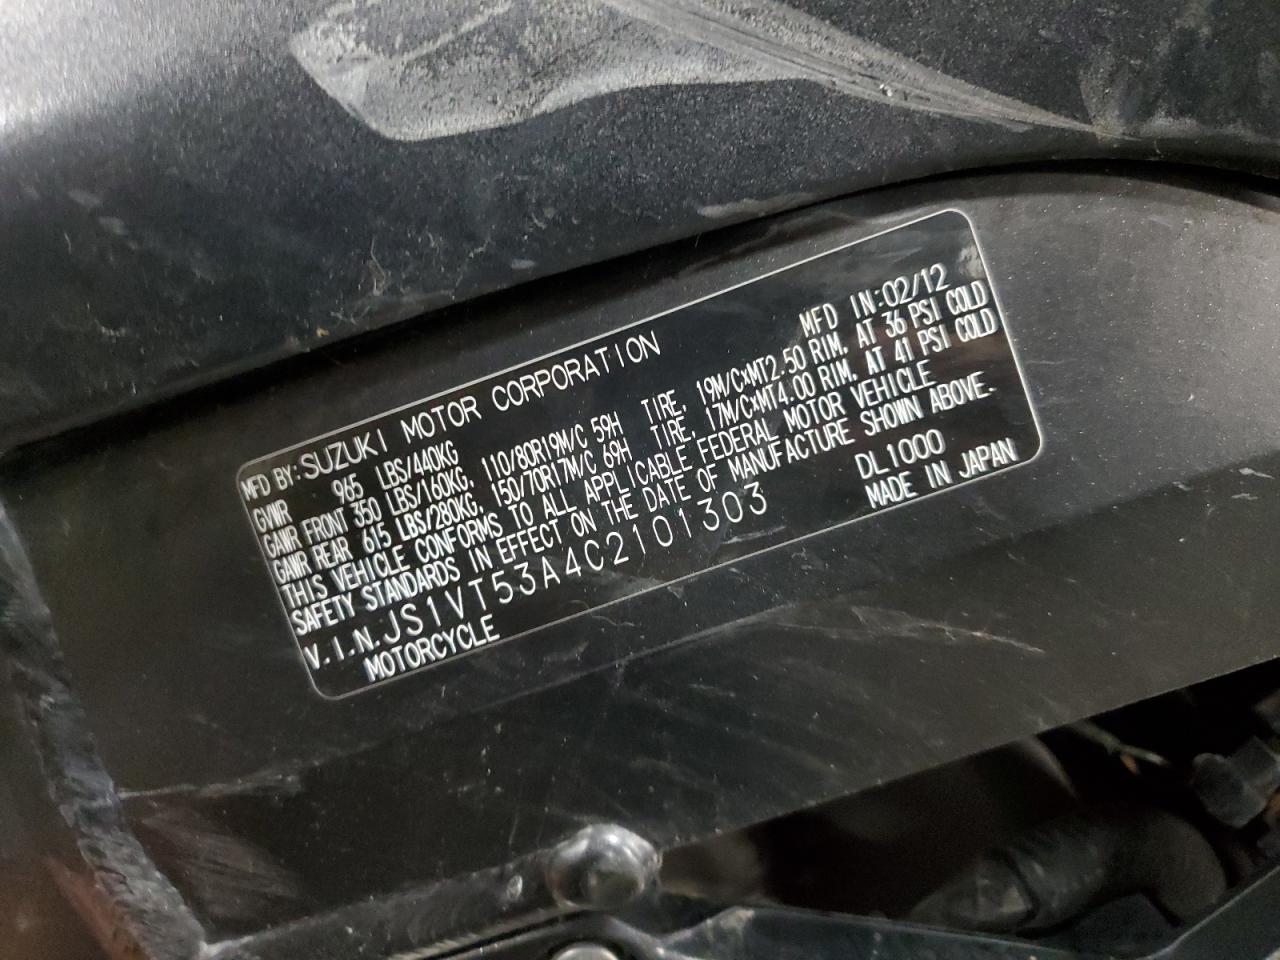 MFD BY:SUZUKI MOTOR CORPORATION MFD IN:02/12
GVWR 965 LBS/440KG
GAWR FRONT 350 LBS/160KG, 110/80R19M/C 59H TIRE, 19M/C×MT2.50 RIM, AT 36 PSI COLD
GAWR REAR 615 LBS/280KG, 150/70R17M/C 69H TIRE, 17M/C×MT4.00 RIM, AT 41 PSI COLD
THIS VEHICLE CONFORMS TO ALL APPLICABLE FEDERAL MOTOR VEHICLE
SAFETY STANDARDS IN EFFECT ON THE DATE OF MANUFACTURE SHOWN ABOVE.
V.I.N.JS1VT53A4C2101303 DL1000
MOTORCYCLE MADE IN JAPAN